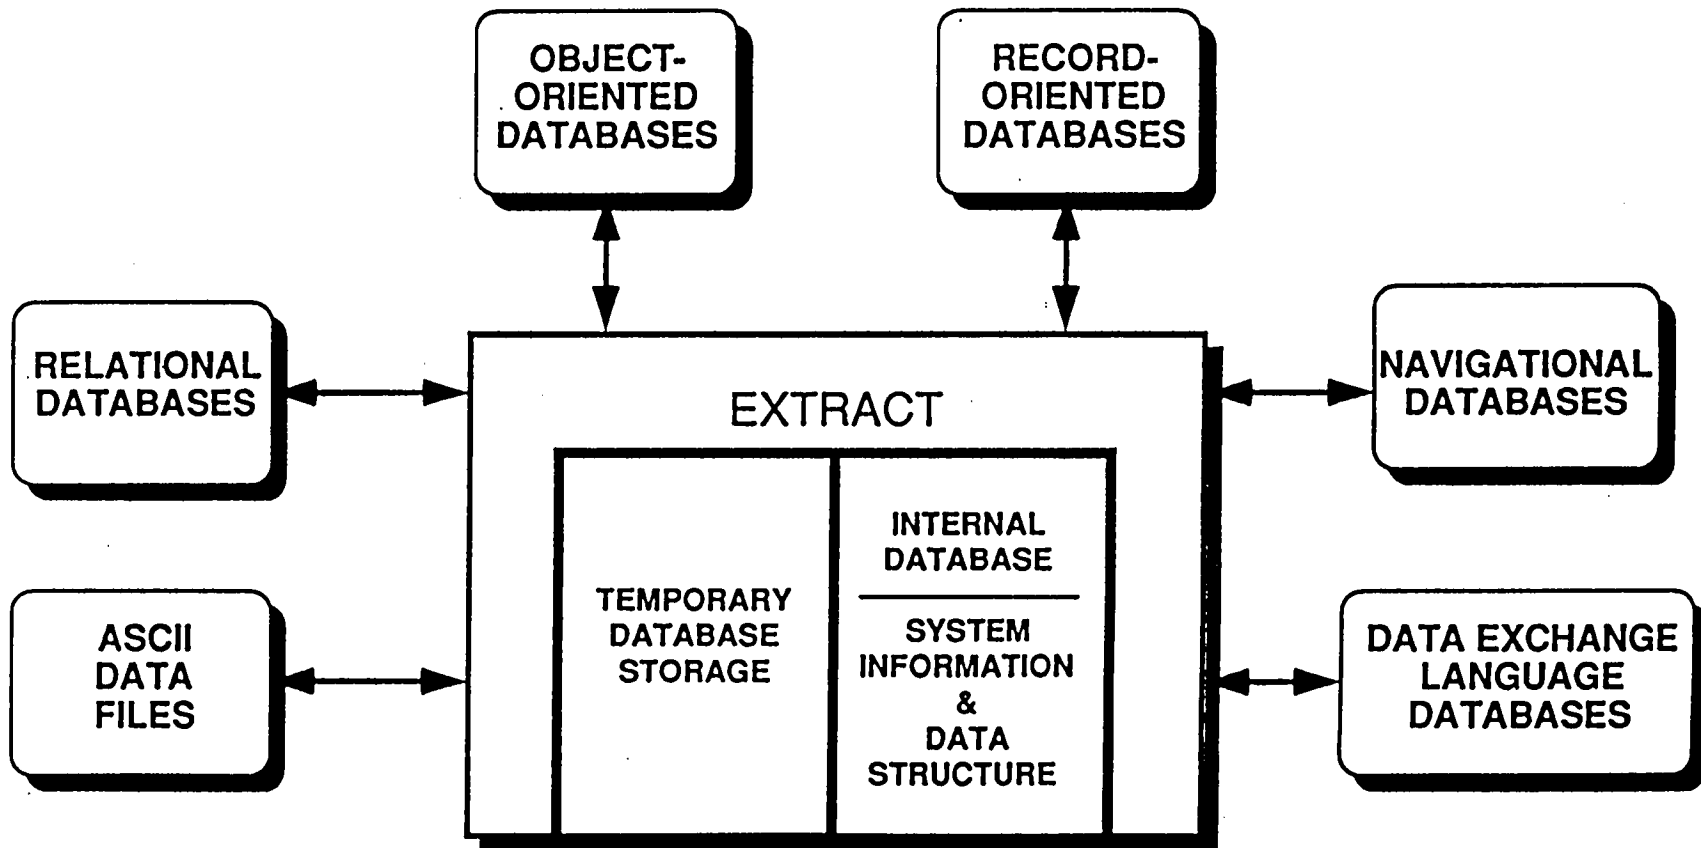 OBJECT-
ORIENTED
DATABASES
RECORD-
ORIENTED
DATABASES
RELATIONAL
DATABASES
NAVIGATIONAL
DATABASES
EXTRACT
INTERNAL
DATABASE
TEMPORARY
DATABASE
STORAGE
SYSTEM
INFORMATION
&
DATA
STRUCTURE
ASCII
DATA
FILES
DATA EXCHANGE
LANGUAGE
DATABASES